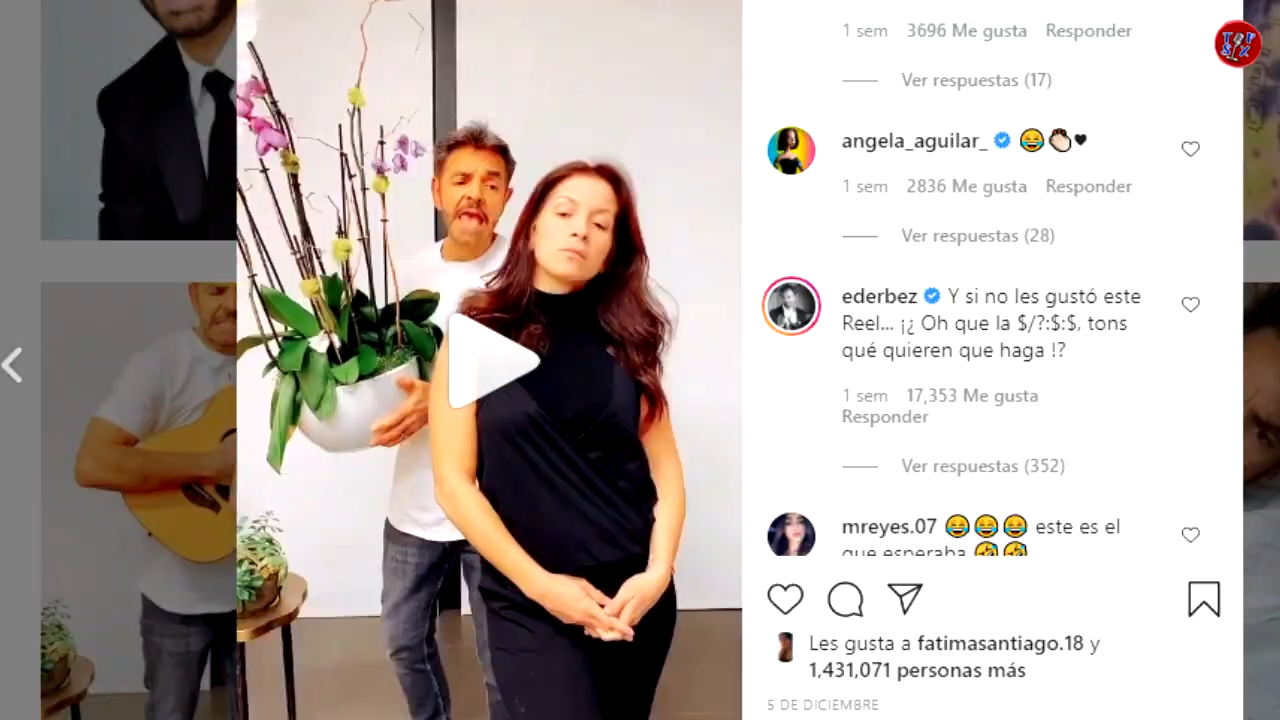 1 sem 3696 Me gusta Responder
Ver respuestas (17)
angela_aguilar_ 😂👏🏻🖤
1 sem 2836 Me gusta Responder
Ver respuestas (28)
ederbez Y si no les gustó este
Reel... ¡¿ Oh que la $/?:$:$, tons
qué quieren que haga !?
1 sem 17,353 Me gusta
Responder
Ver respuestas (352)
mreyes.07 😂😂😂 este es el
que esperaba 🤣🤣
Les gusta a fatimasantiago.18 y
1,431,071 personas más
5 DE DICIEMBRE